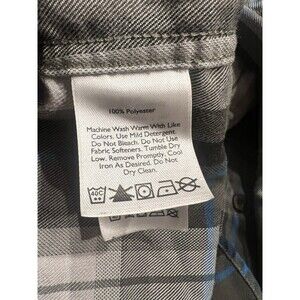 100% Polyester
Machine Wash Warm With Like
Colors. Use Mild Detergent.
Do Not Bleach. Do Not Use
Fabric Softeners. Tumble Dry
Low. Remove Promptly. Cool
Iron As Desired. Do Not
Dry Clean.
40C